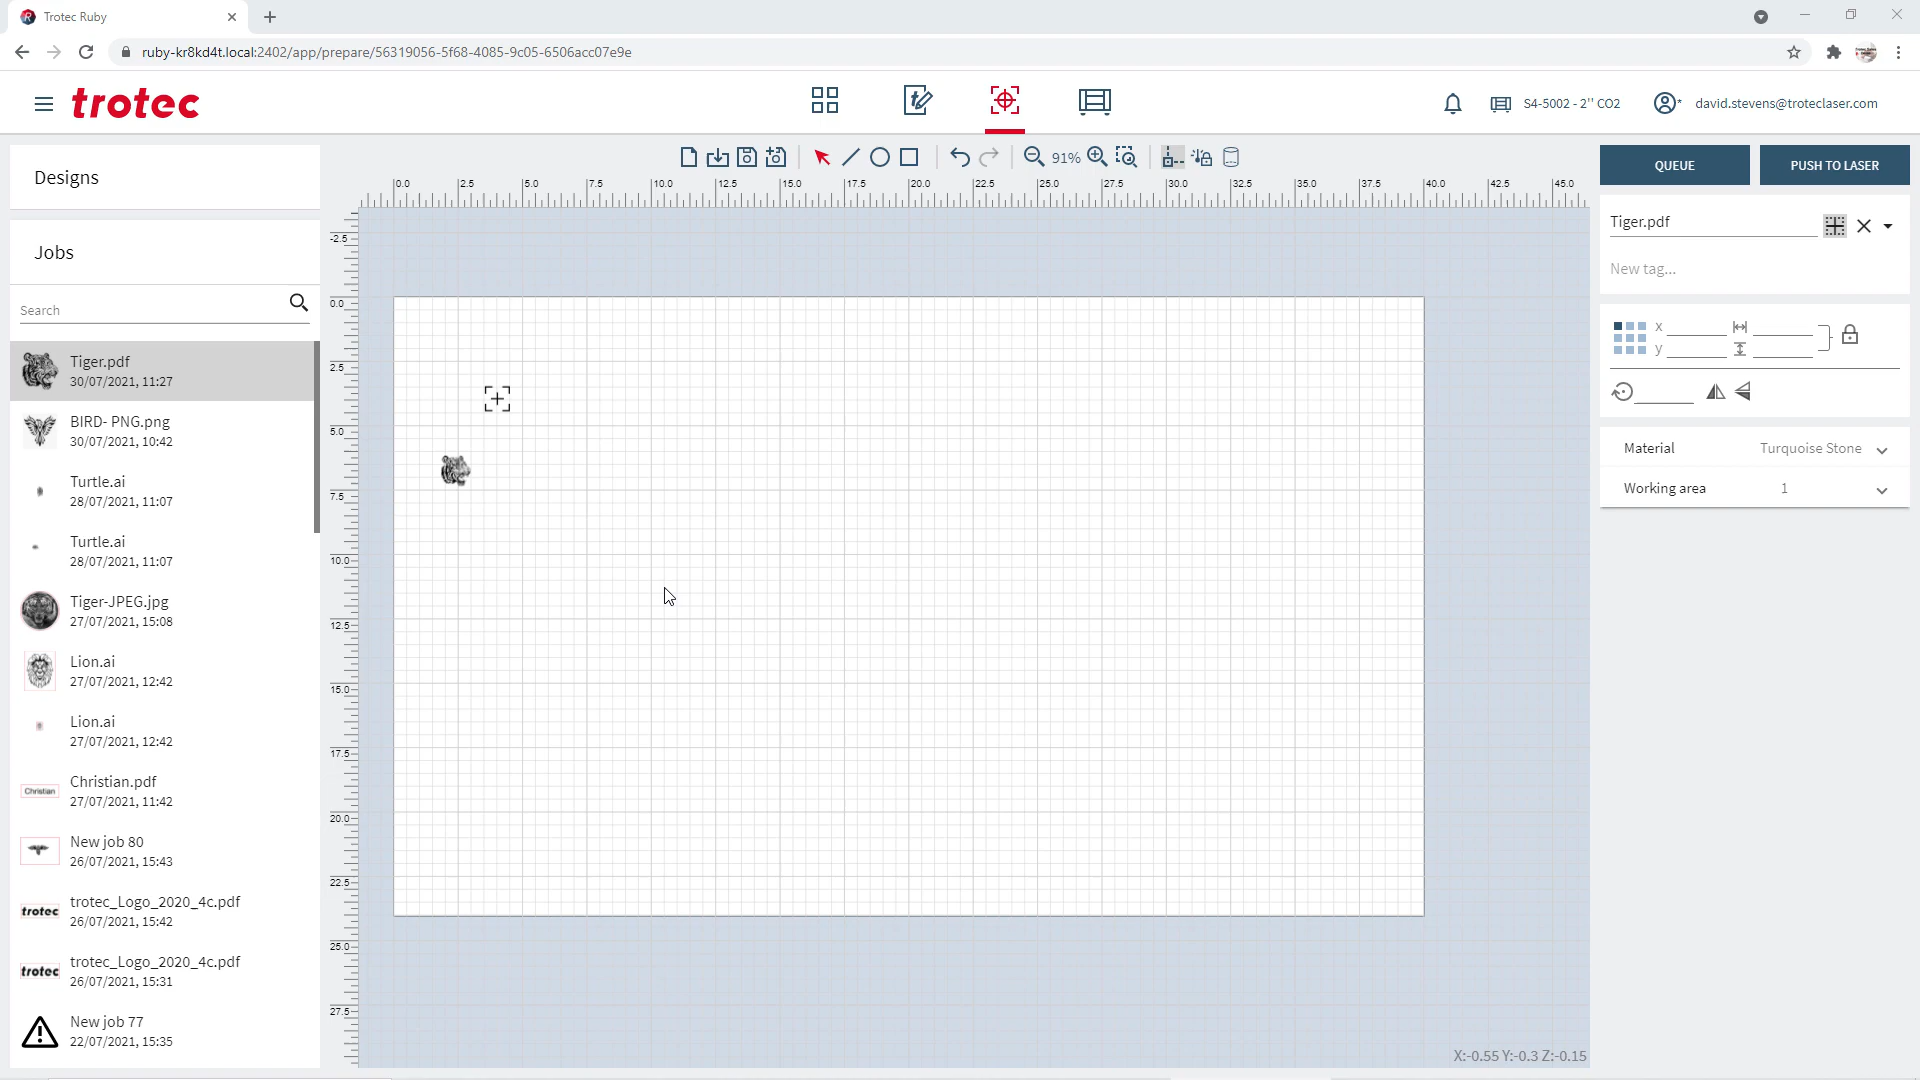 Trotec Ruby
ruby-kr8kd4t.local:2402/app/prepare/56319056-5f68-4085-9c05-6506acc07e9e
trotec
S4-5002 - 2'' CO2
david.stevens@troteclaser.com
91%
QUEUE
PUSH TO LASER
Designs
Jobs
Search
Tiger.pdf
30/07/2021, 11:27
BIRD- PNG.png
30/07/2021, 10:42
Turtle.ai
28/07/2021, 11:07
Turtle.ai
28/07/2021, 11:07
Tiger-JPEG.jpg
27/07/2021, 15:08
Lion.ai
27/07/2021, 12:42
Lion.ai
27/07/2021, 12:42
Christian
Christian.pdf
27/07/2021, 11:42
New job 80
26/07/2021, 15:43
trotec
trotec_Logo_2020_4c.pdf
26/07/2021, 15:42
trotec
trotec_Logo_2020_4c.pdf
26/07/2021, 15:31
New job 77
22/07/2021, 15:35
0.0 2.5 5.0 7.5 10.0 12.5 15.0 17.5 20.0 22.5 25.0 27.5 30.0 32.5 35.0 37.5 40.0 42.5 45.0
-2.5
0.0
2.5
5.0
7.5
10.0
12.5
15.0
17.5
20.0
22.5
25.0
27.5
X:-0.55 Y:-0.3 Z:-0.15
Tiger.pdf
New tag...
x
y
Material Turquoise Stone
Working area 1